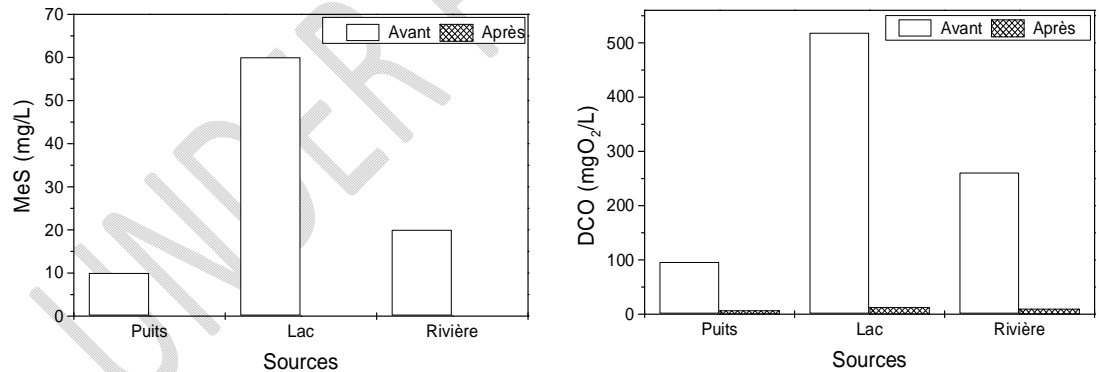 70
60
50
40
30
20
10
0
MeS (mg/L)
Avant Après
Puits Lac Rivière
Sources
500
400
300
200
100
0
DCO (mgO₂/L)
Avant Après
Puits Lac Rivière
Sources
UNDER